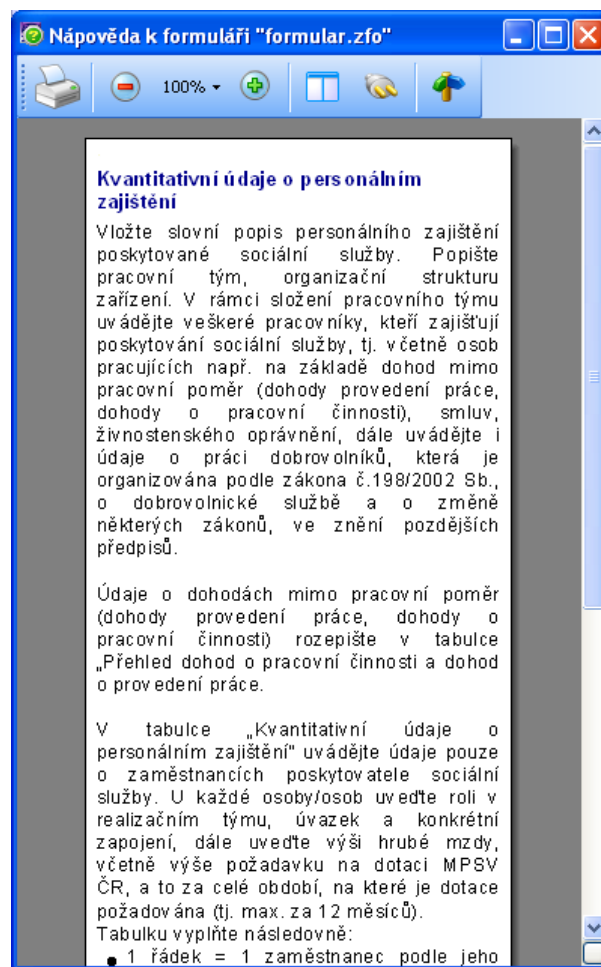 Nápověda k formuláři "formular.zfo"
100%
Kvantitativní údaje o personálním
zajištění
Vložte slovní popis personálního zajištění
poskytované sociální služby. Popište
pracovní tým, organizační strukturu
zařízení. V rámci složení pracovního týmu
uvádějte veškeré pracovníky, kteří zajišťují
poskytování sociální služby, tj. včetně osob
pracujících např. na základě dohod mimo
pracovní poměr (dohody provedení práce,
dohody o pracovní činnosti), smluv,
živnostenského oprávnění, dále uvádějte i
údaje o práci dobrovolníků, která je
organizována podle zákona č.198/2002 Sb.,
o dobrovolnické službě a o změně
některých zákonů, ve znění pozdějších
předpisů.
Údaje o dohodách mimo pracovní poměr
(dohody provedení práce, dohody o
pracovní činnosti) rozepište v tabulce
„Přehled dohod o pracovní činnosti a dohod
o provedení práce.
V tabulce „Kvantitativní údaje o
personálním zajištění" uvádějte údaje pouze
o zaměstnancích poskytovatele sociální
služby. U každé osoby/osob uveďte roli v
realizačním týmu, úvazek a konkrétní
zapojení, dále uveďte výši hrubé mzdy,
včetně výše požadavku na dotaci MPSV
ČR, a to za celé období, na které je dotace
požadována (tj. max. za 12 měsíců).
Tabulku vyplňte následovně:
● 1 řádek = 1 zaměstnanec podle jeho